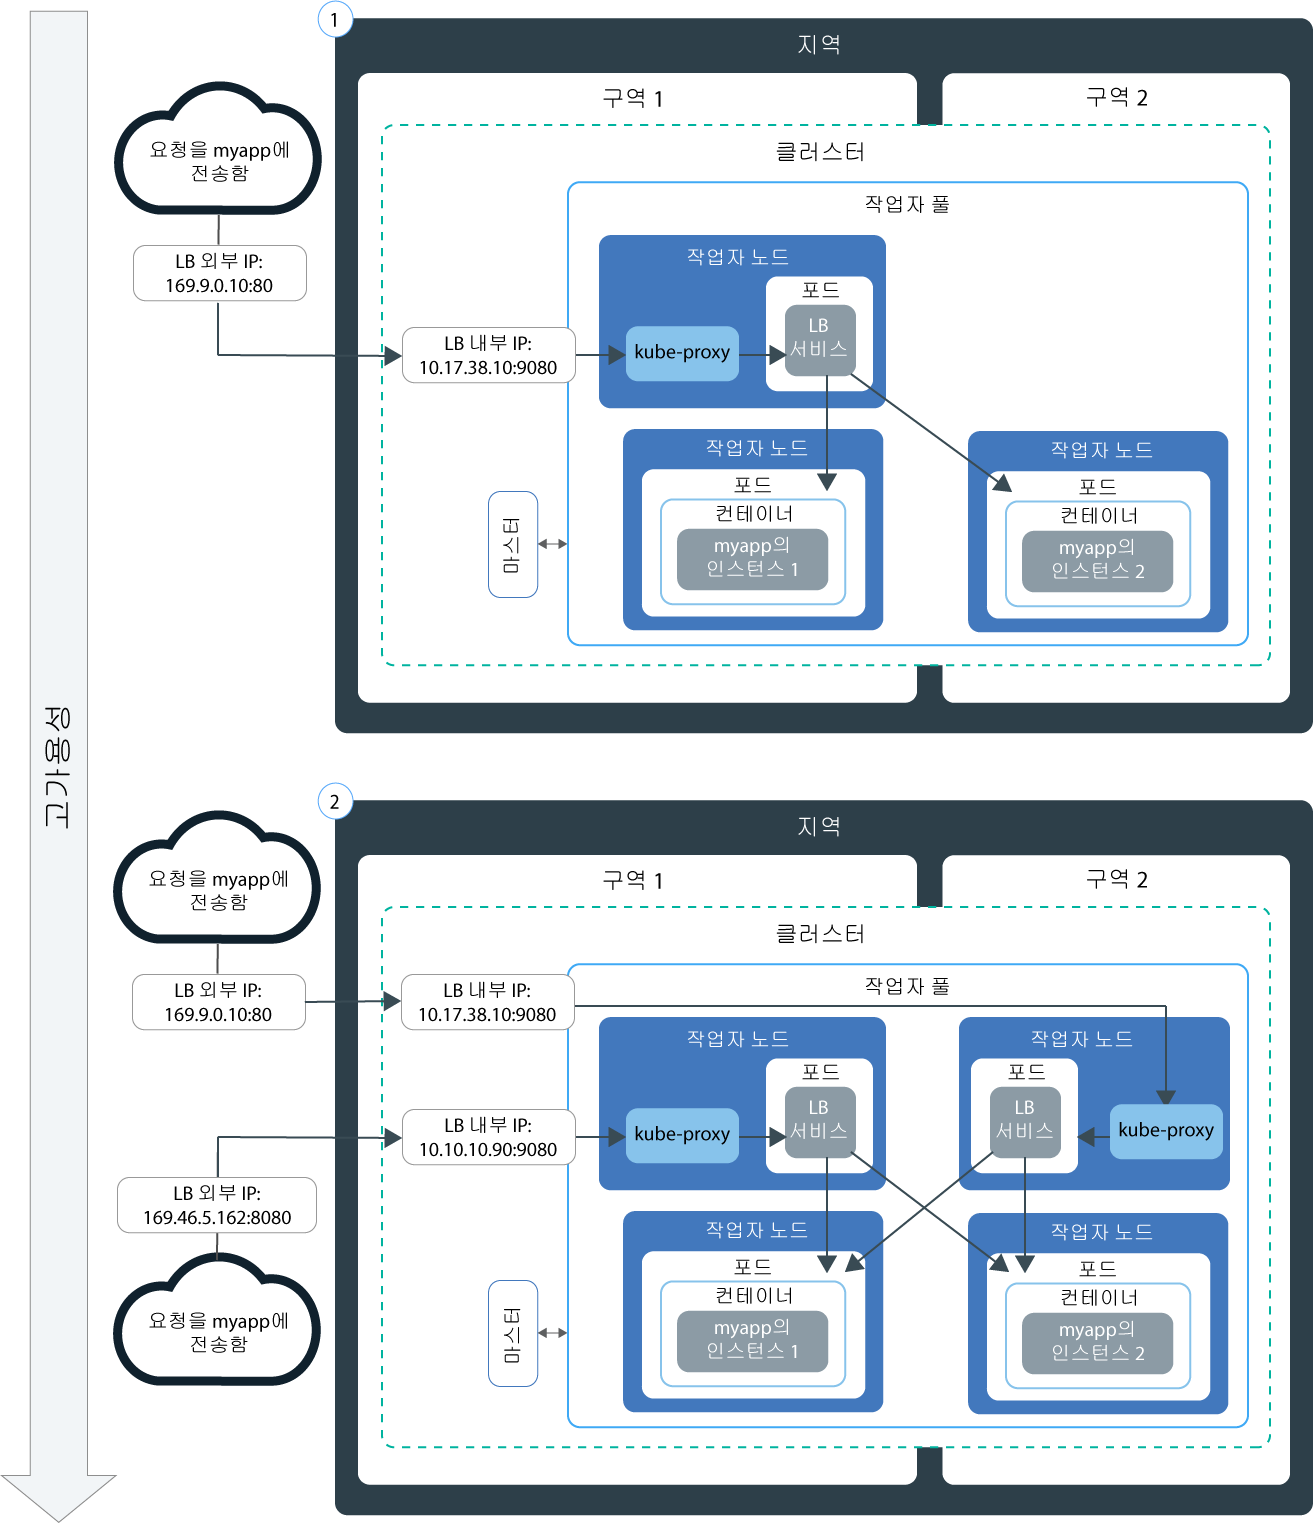 고가용성
1
지역
구역 1
구역 2
클러스터
작업자 풀
요청을 myapp에
전송함
LB 외부 IP:
169.9.0.10:80
LB 내부 IP:
10.17.38.10:9080
작업자 노드
kube-proxy
포드
LB
서비스
마스터
작업자 노드
포드
컨테이너
myapp의
인스턴스 1
작업자 노드
포드
컨테이너
myapp의
인스턴스 2
2
지역
구역 1
구역 2
클러스터
작업자 풀
요청을 myapp에
전송함
LB 외부 IP:
169.9.0.10:80
LB 내부 IP:
10.17.38.10:9080
LB 내부 IP:
10.10.10.90:9080
LB 외부 IP:
169.46.5.162:8080
요청을 myapp에
전송함
작업자 노드
kube-proxy
포드
LB
서비스
작업자 노드
포드
LB
서비스
kube-proxy
마스터
작업자 노드
포드
컨테이너
myapp의
인스턴스 1
작업자 노드
포드
컨테이너
myapp의
인스턴스 2